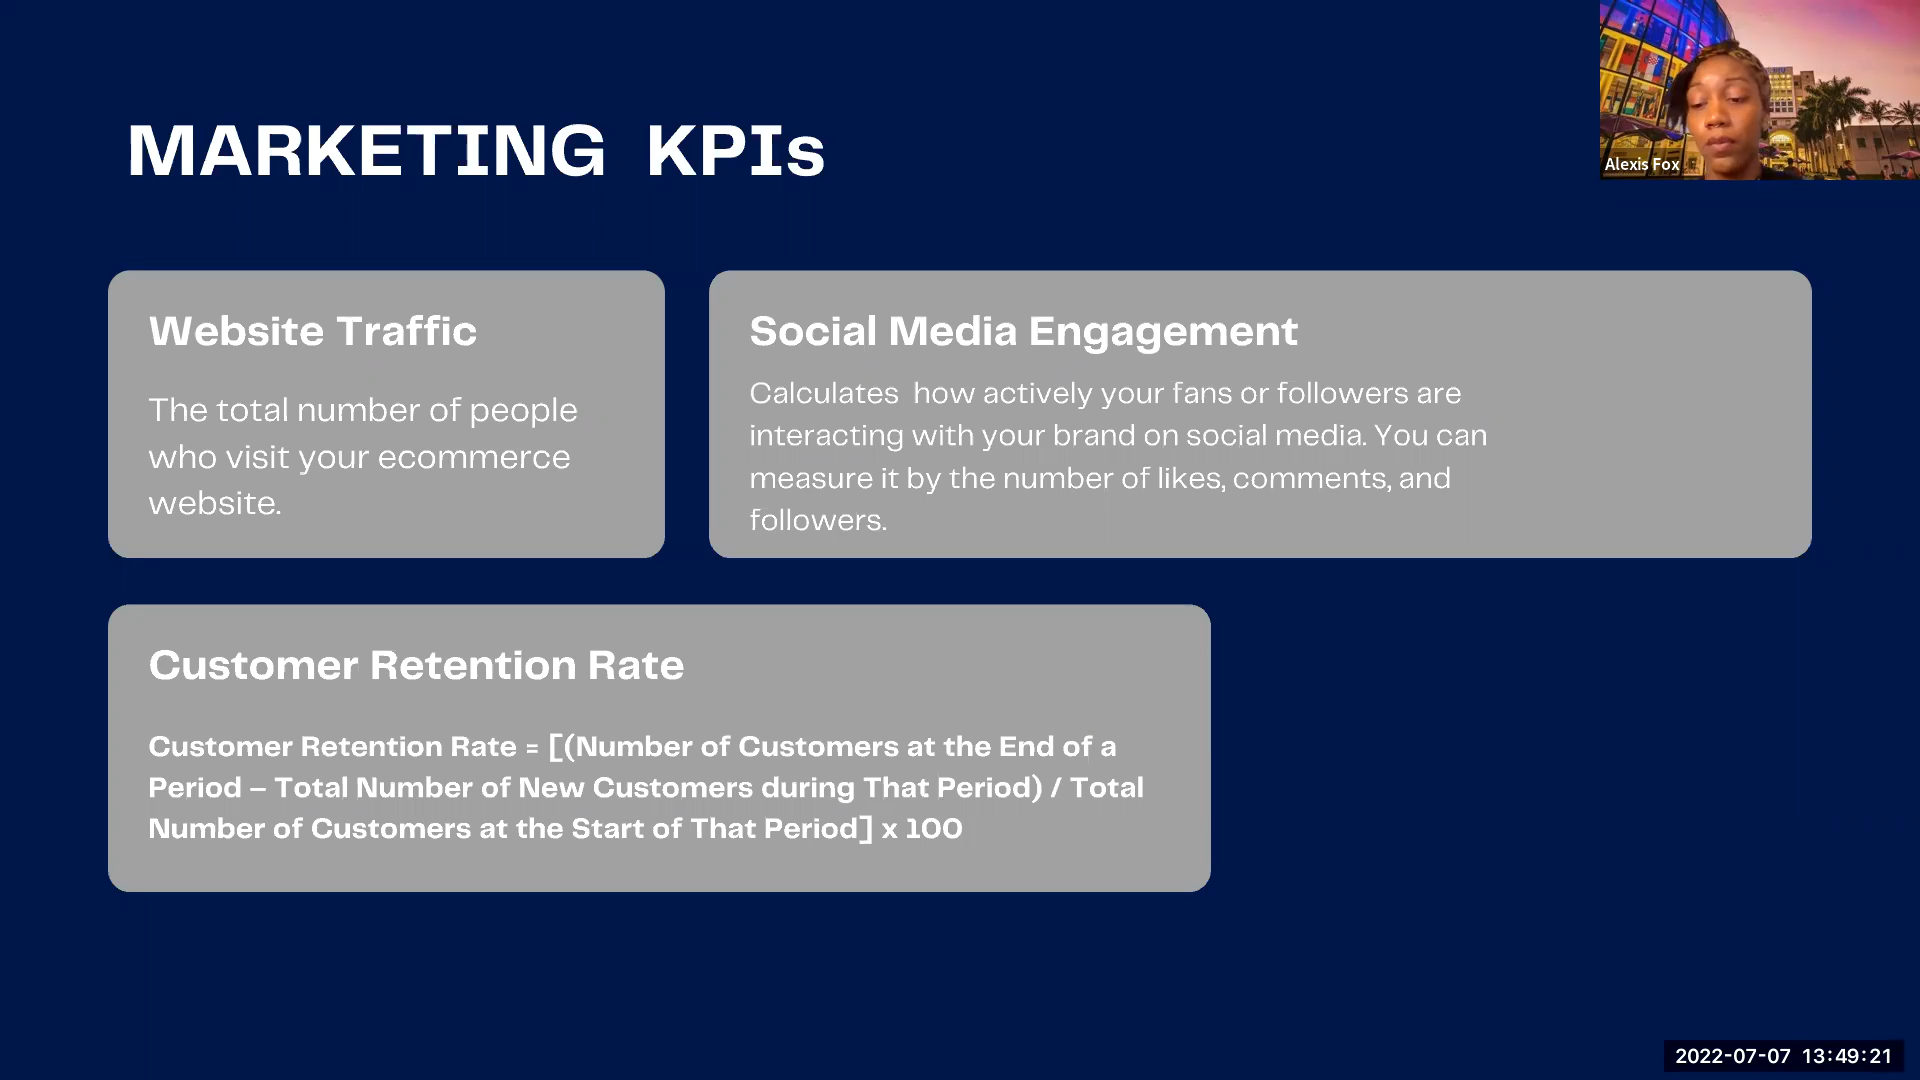 MARKETING KPIs
Alexis Fox
Website Traffic
The total number of people
who visit your ecommerce
website.
Social Media Engagement
Calculates how actively your fans or followers are
interacting with your brand on social media. You can
measure it by the number of likes, comments, and
followers.
Customer Retention Rate
Customer Retention Rate = [(Number of Customers at the End of a
Period – Total Number of New Customers during That Period) / Total
Number of Customers at the Start of That Period] x 100
2022-07-07 13:49:21